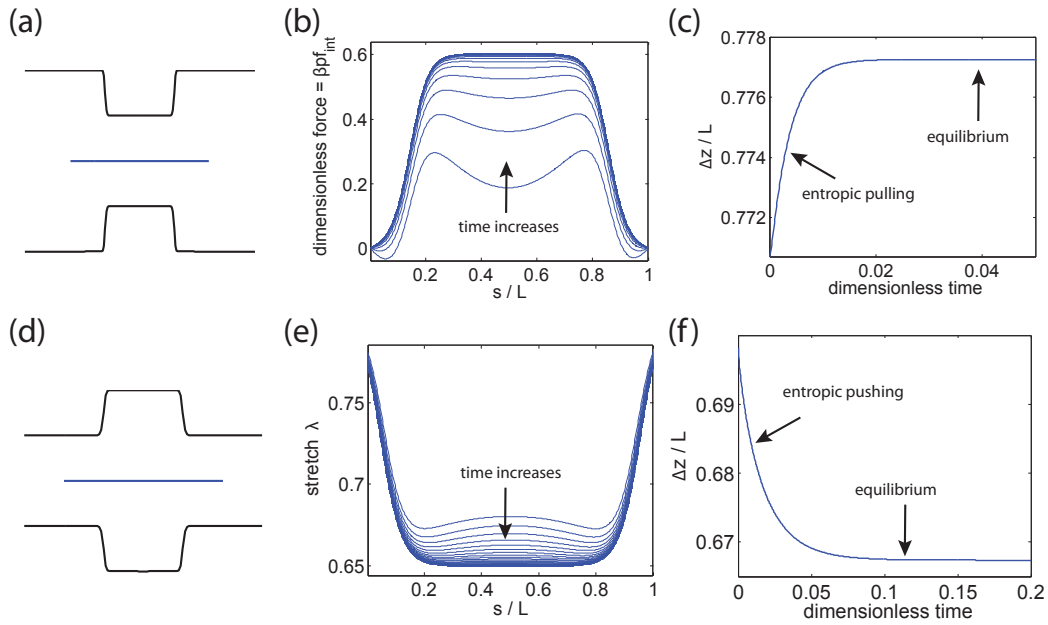 (a)
(b)
dimensionless force = βpf_int
0.6
0.4
0.2
0
time increases
0.2 0.4 0.6 0.8 1
s / L
(c)
Δz / L
0.778
0.776
0.774
0.772
equilibrium
entropic pulling
0 0.02 0.04
dimensionless time
(d)
(e)
stretch λ
0.75
0.7
0.65
time increases
0.2 0.4 0.6 0.8 1
s / L
(f)
Δz / L
0.69
0.68
0.67
entropic pushing
equilibrium
0 0.05 0.1 0.15 0.2
dimensionless time